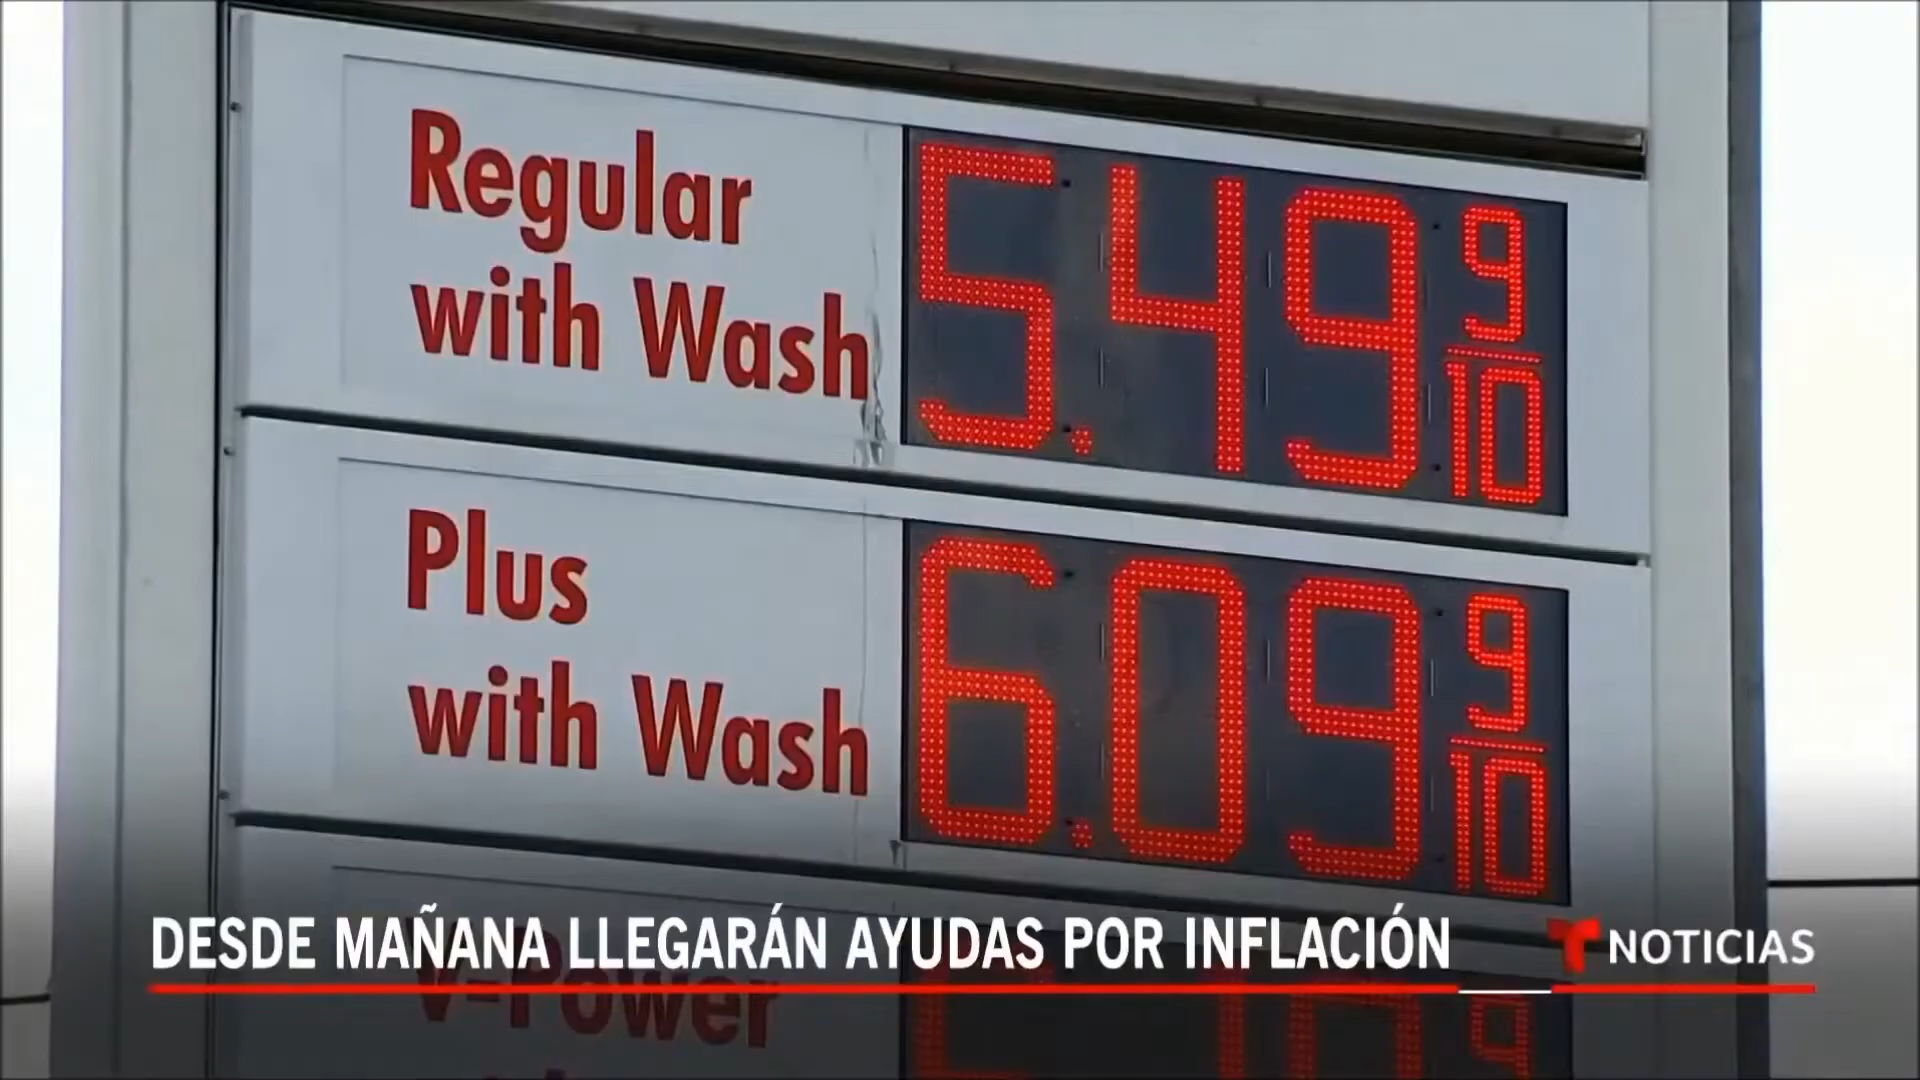 Regular
with Wash
5.49 9/10
Plus
with Wash
6.09 9/10
V-Power
DESDE MAÑANA LLEGARÁN AYUDAS POR INFLACIÓN
NOTICIAS